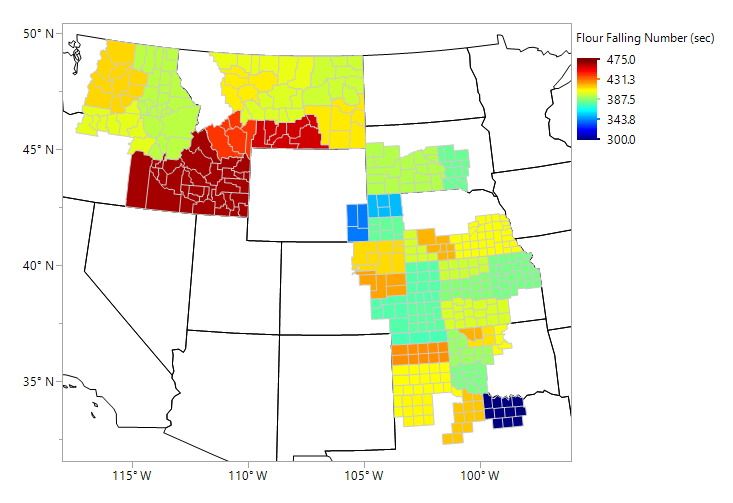 Flour Falling Number (sec)
475.0
431.3
387.5
343.8
300.0
50° N
45° N
40° N
35° N
115° W
110° W
105° W
100° W